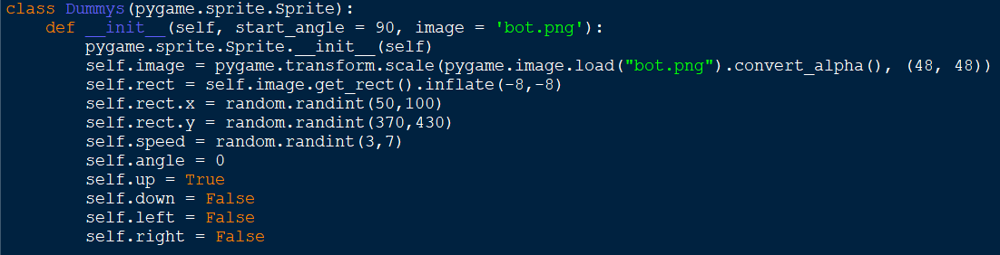 class Dummys(pygame.sprite.Sprite):
    def __init__(self, start_angle = 90, image = 'bot.png'):
        pygame.sprite.Sprite.__init__(self)
        self.image = pygame.transform.scale(pygame.image.load("bot.png").convert_alpha(), (48, 48))
        self.rect = self.image.get_rect().inflate(-8,-8)
        self.rect.x = random.randint(50,100)
        self.rect.y = random.randint(370,430)
        self.speed = random.randint(3,7)
        self.angle = 0
        self.up = True
        self.down = False
        self.left = False
        self.right = False